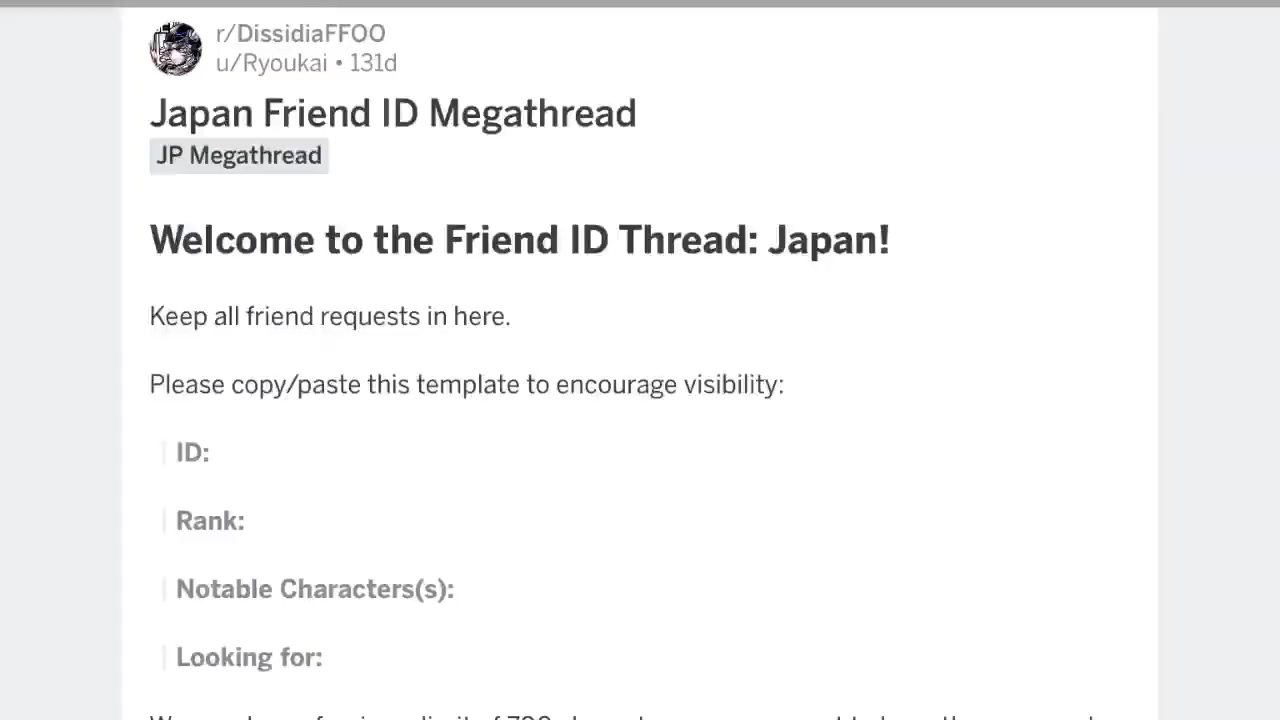 r/DissidiaFFOO
u/Ryoukai • 131d
Japan Friend ID Megathread
JP Megathread
Welcome to the Friend ID Thread: Japan!
Keep all friend requests in here.
Please copy/paste this template to encourage visibility:
ID:
Rank:
Notable Characters(s):
Looking for: